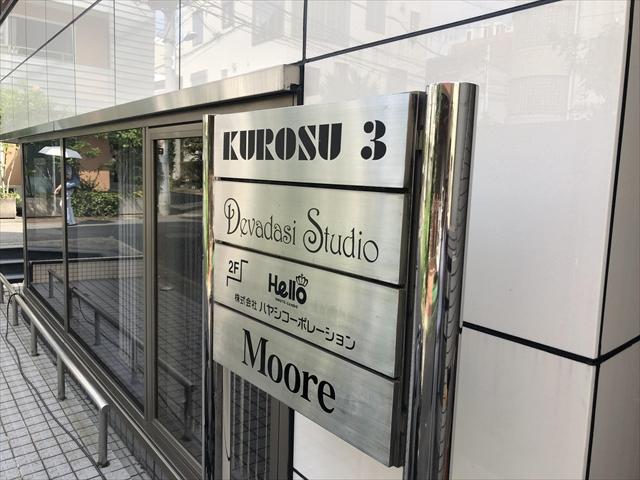 KUROSU 3
Devadasi Studio
2F
Hello
株式会社 ハヤシコーポレーション
Moore